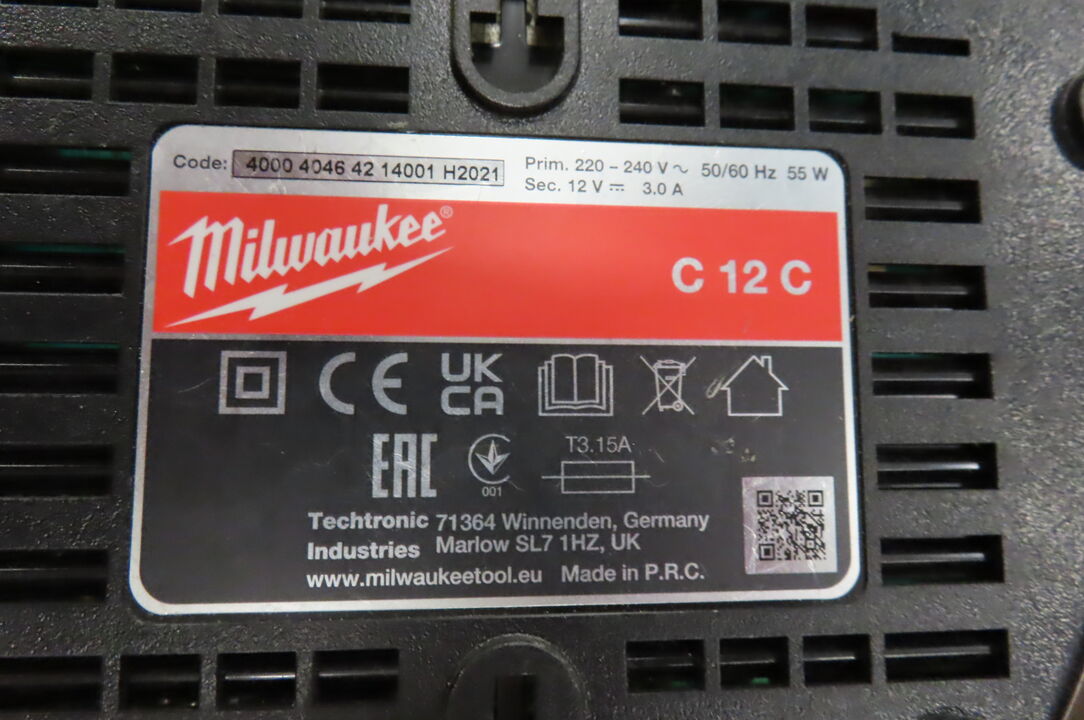 Code: 4000 4046 42 14001 H2021
Prim. 220 – 240 V ~ 50/60 Hz 55 W
Sec. 12 V ⎓ 3.0 A
Milwaukee®
C 12 C
CE
UK
CA
EAC
001
T3.15A
Techtronic Industries
71364 Winnenden, Germany
Marlow SL7 1HZ, UK
www.milwaukeetool.eu Made in P.R.C.